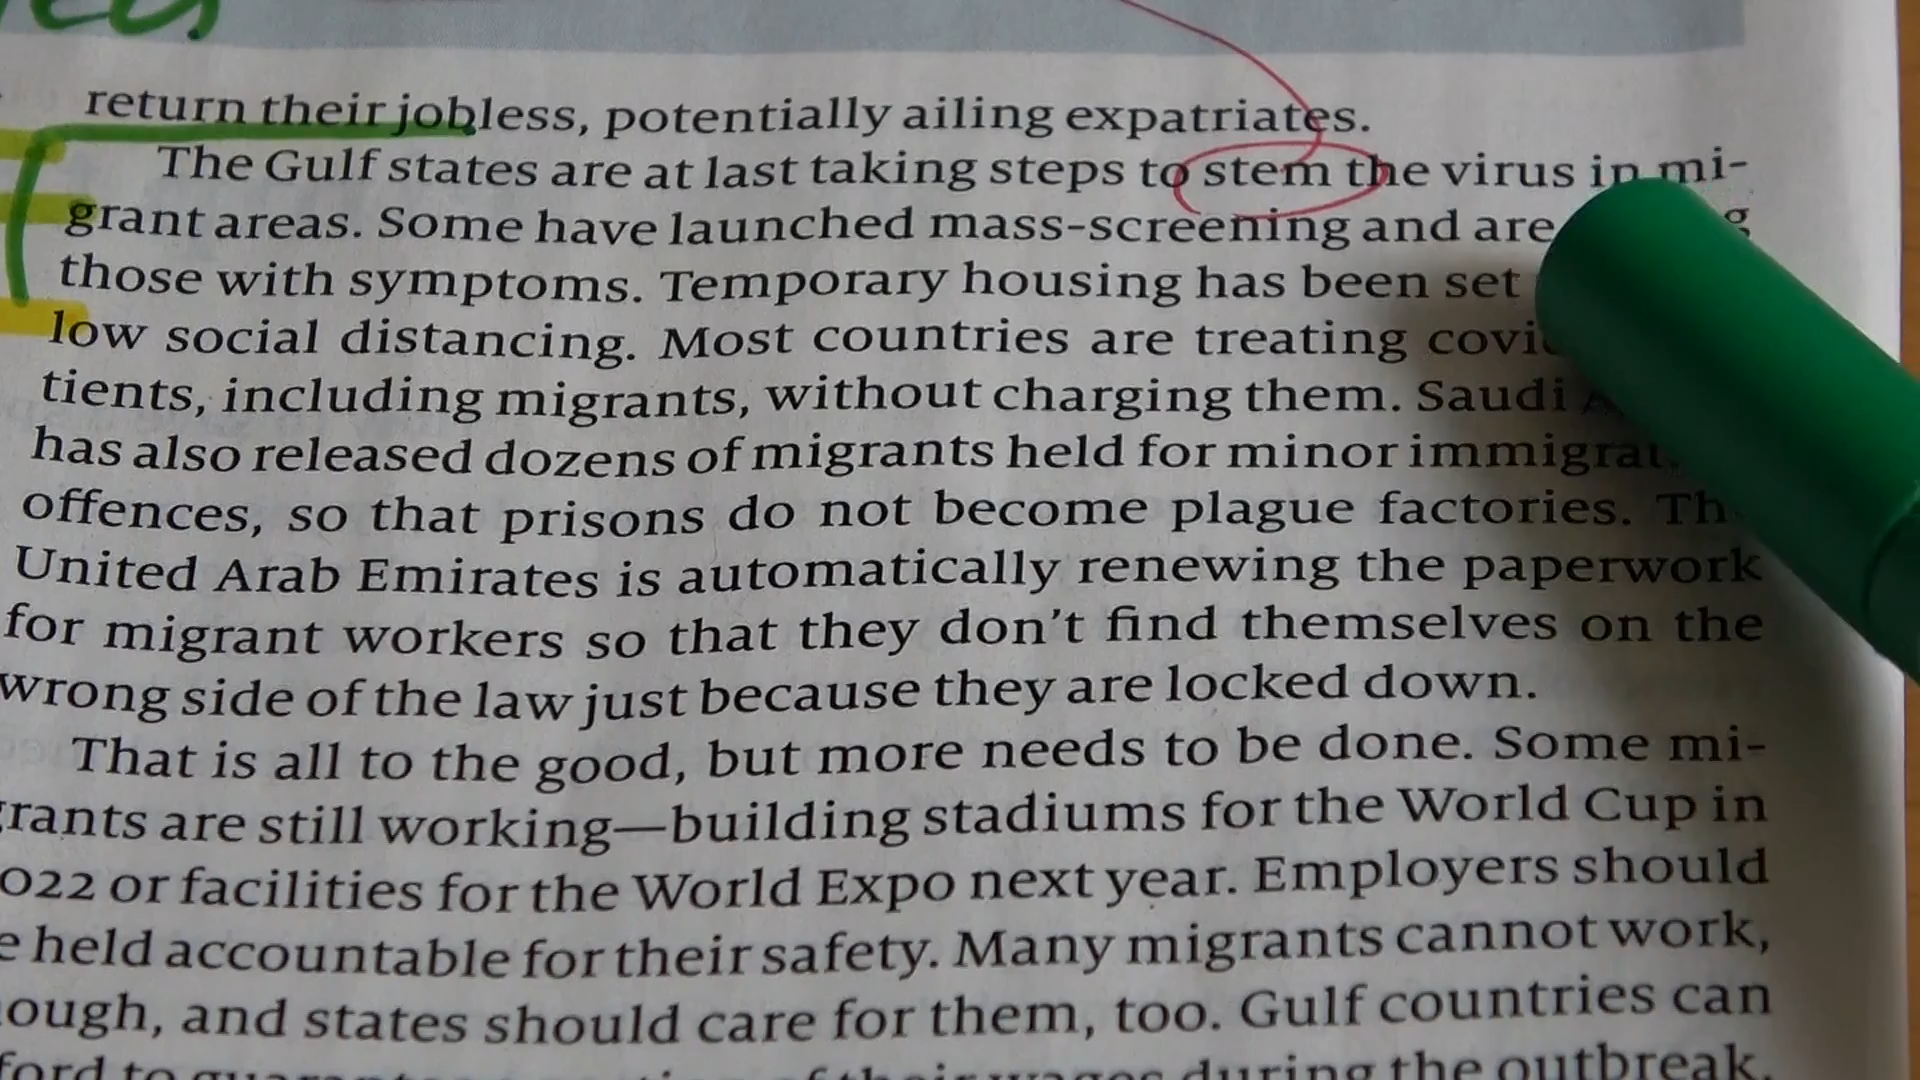 return their jobless, potentially ailing expatriates.
The Gulf states are at last taking steps to stem the virus in mi-
grant areas. Some have launched mass-screening and are
those with symptoms. Temporary housing has been set
low social distancing. Most countries are treating
tients, including migrants, without charging them. Saudi
has also released dozens of migrants held for minor
offences, so that prisons do not become plague factories.
United Arab Emirates is automatically renewing the paperwork
for migrant workers so that they don't find themselves on the
wrong side of the law just because they are locked down.
That is all to the good, but more needs to be done. Some mi-
grants are still working—building stadiums for the World Cup in
022 or facilities for the World Expo next year. Employers should
e held accountable for their safety. Many migrants cannot work,
ough, and states should care for them, too. Gulf countries can
ford to their wages during the outbreak.